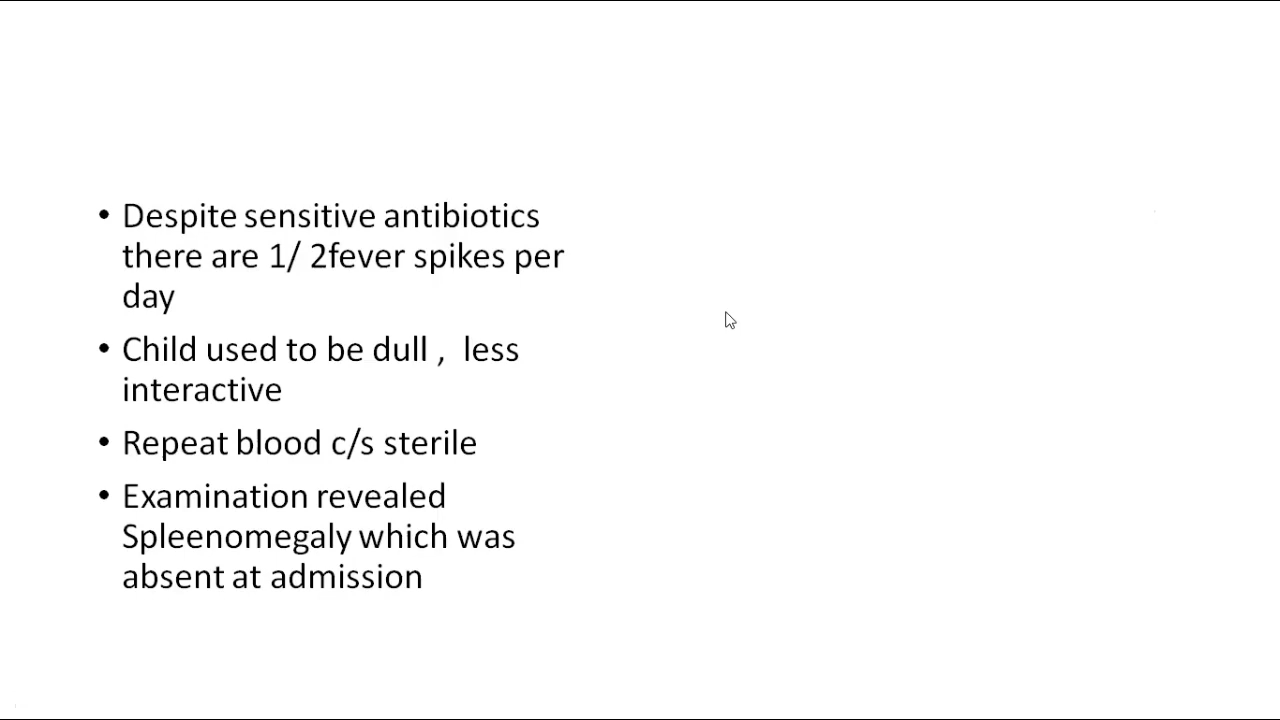 • Despite sensitive antibiotics
there are 1/ 2fever spikes per
day
• Child used to be dull ,  less
interactive
• Repeat blood c/s sterile
• Examination revealed
Spleenomegaly which was
absent at admission